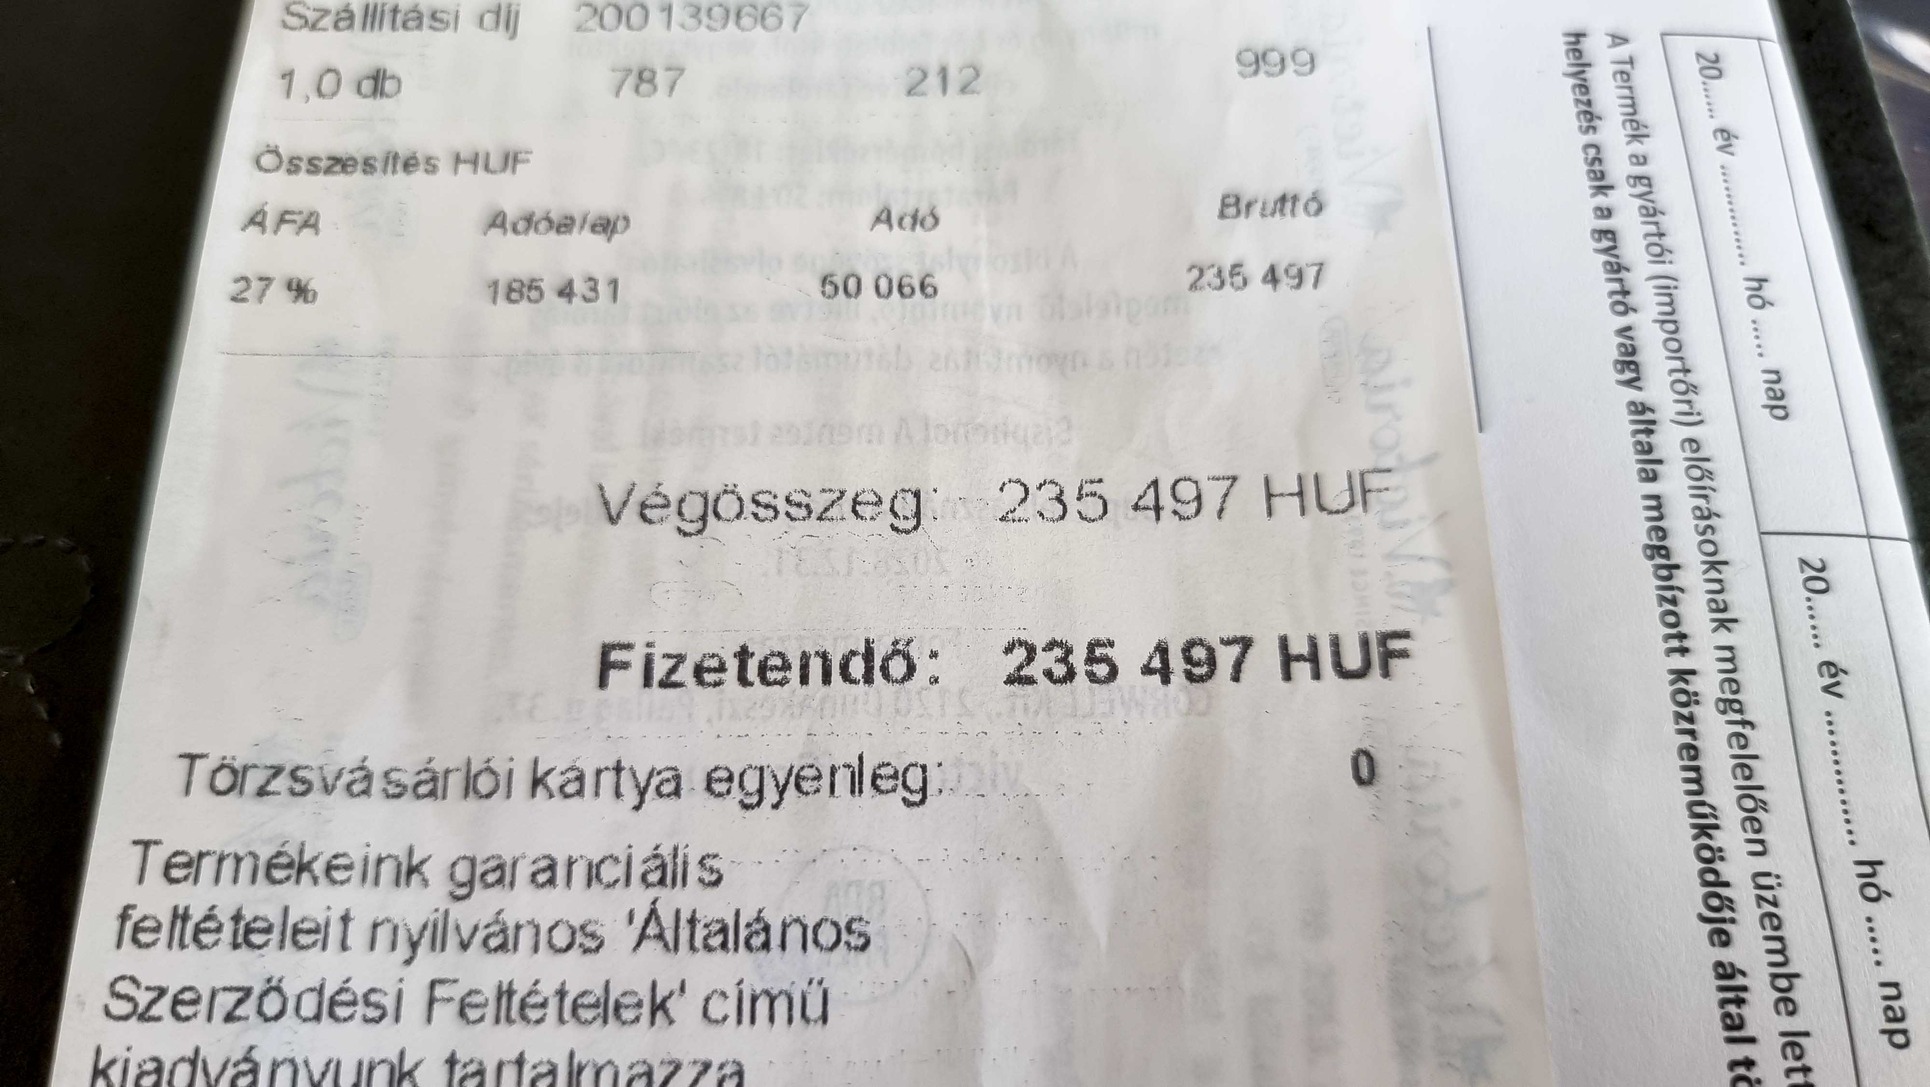 Szállítási díj 200139667
1,0 db 787 212 999
Összesítés HUF
ÁFA Adóalap Adó Bruttó
27 % 185 431 50 066 235 497
Végösszeg: 235 497 HUF
Fizetendő: 235 497 HUF
Törzsvásárlói kártya egyenleg: 0
Termékeink garanciális
feltételeit nyilvános 'Általános
Szerződési Feltételek' című
kiadványunk tartalmazza
20...... év .............. hó ..... nap
20...... év .............. hó ..... nap
A Termék a gyártói (importőri) előírásoknak megfelelően üzembe
helyezés csak a gyártó vagy általa megbízott közreműködője által